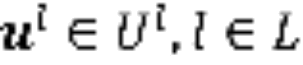 𝒖^l ∈ U^l, l ∈ L